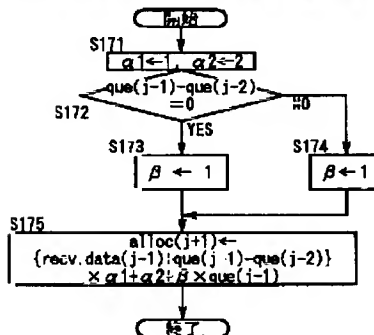 開始
S171
α1←1 α2←2
que(j-1)-que(j-2)
=0
S172
NO
YES
S173
β ← 1
S174
β ← 1
S175
alloc(j+1)←
{recv.data(j-1)+que(j-1)-que(j-2)}
×α1+α2+β×que(j-1)
終了